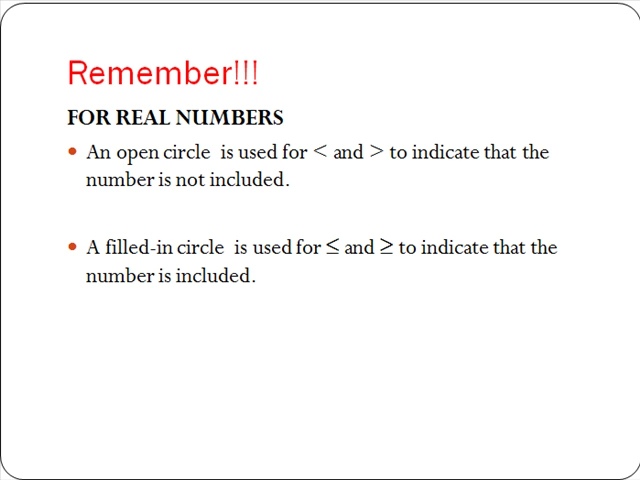 Remember!!!
FOR REAL NUMBERS
• An open circle is used for < and > to indicate that the
number is not included.
• A filled-in circle is used for ≤ and ≥ to indicate that the
number is included.